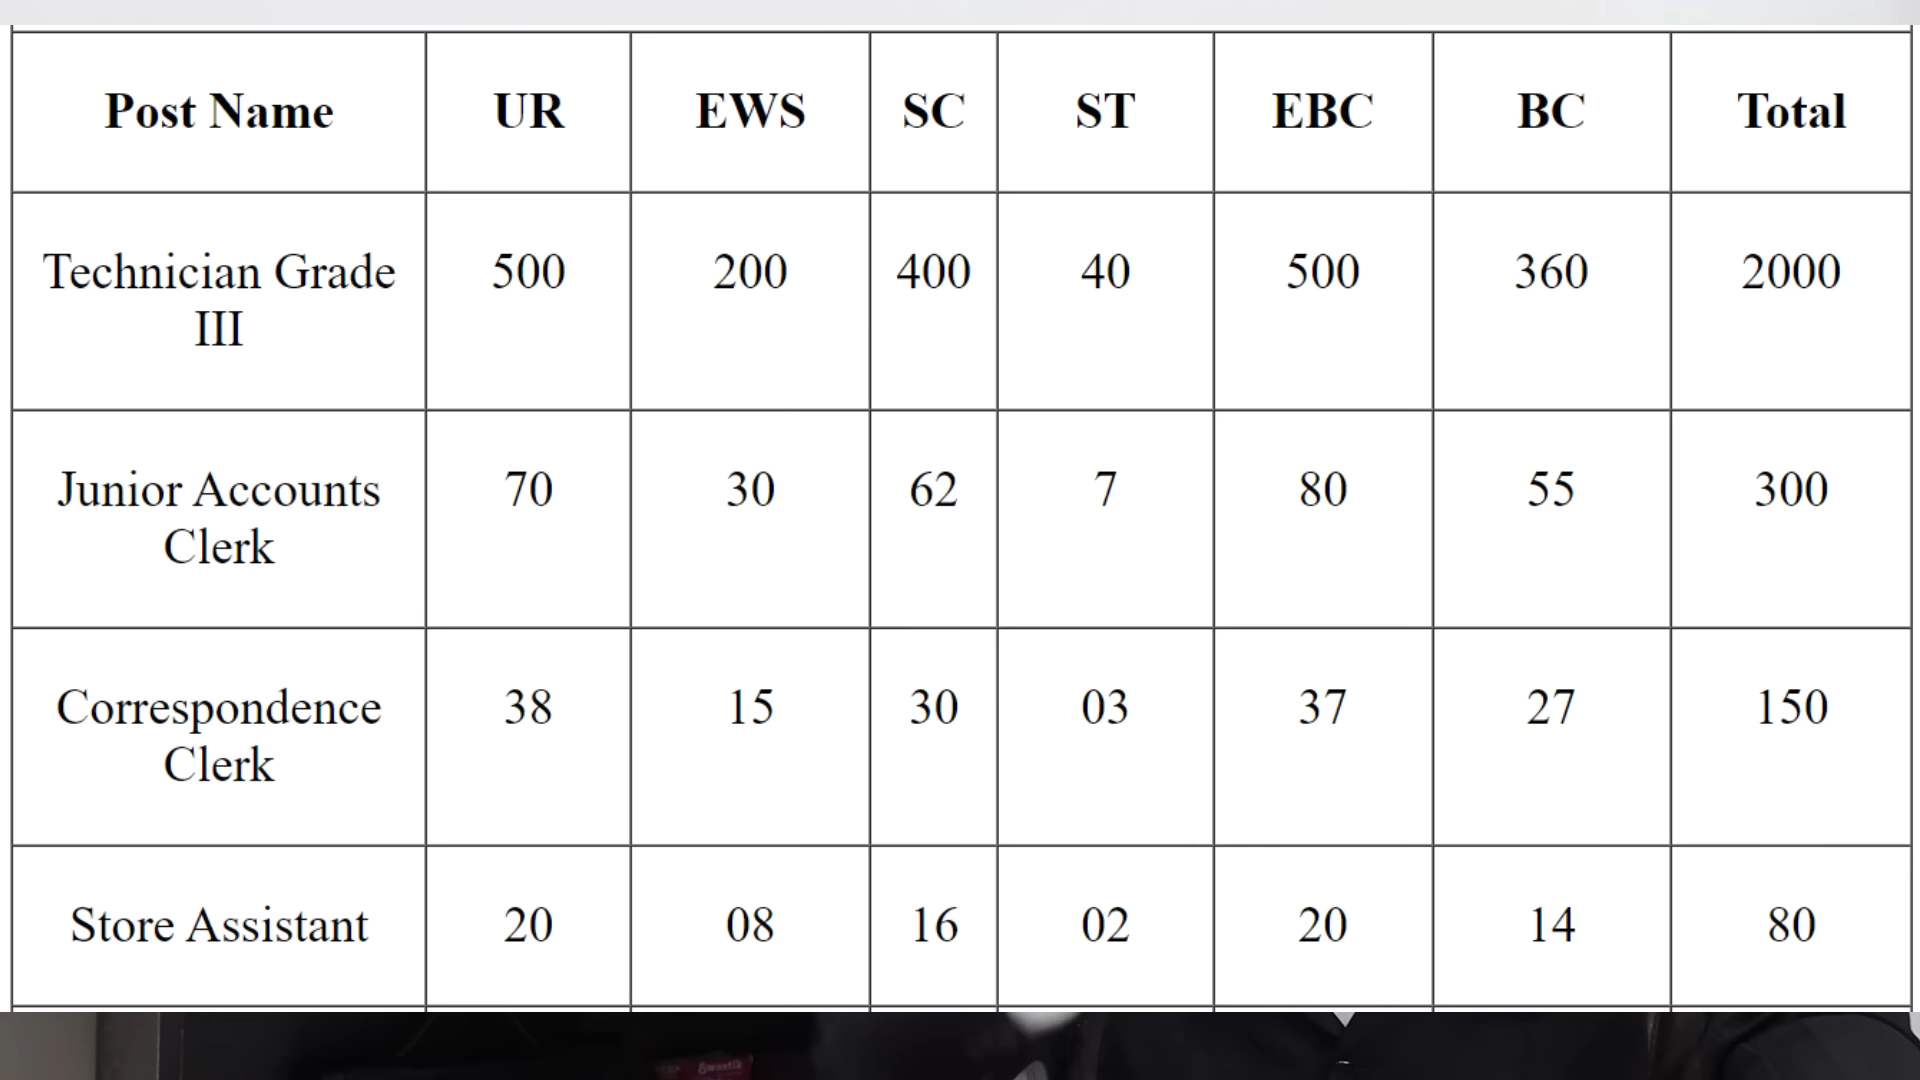 Post Name UR EWS SC ST EBC BC Total
Technician Grade 500 200 400 40 500 360 2000
III
Junior Accounts 70 30 62 7 80 55 300
Clerk
Correspondence 38 15 30 03 37 27 150
Clerk
Store Assistant 20 08 16 02 20 14 80
Swastik